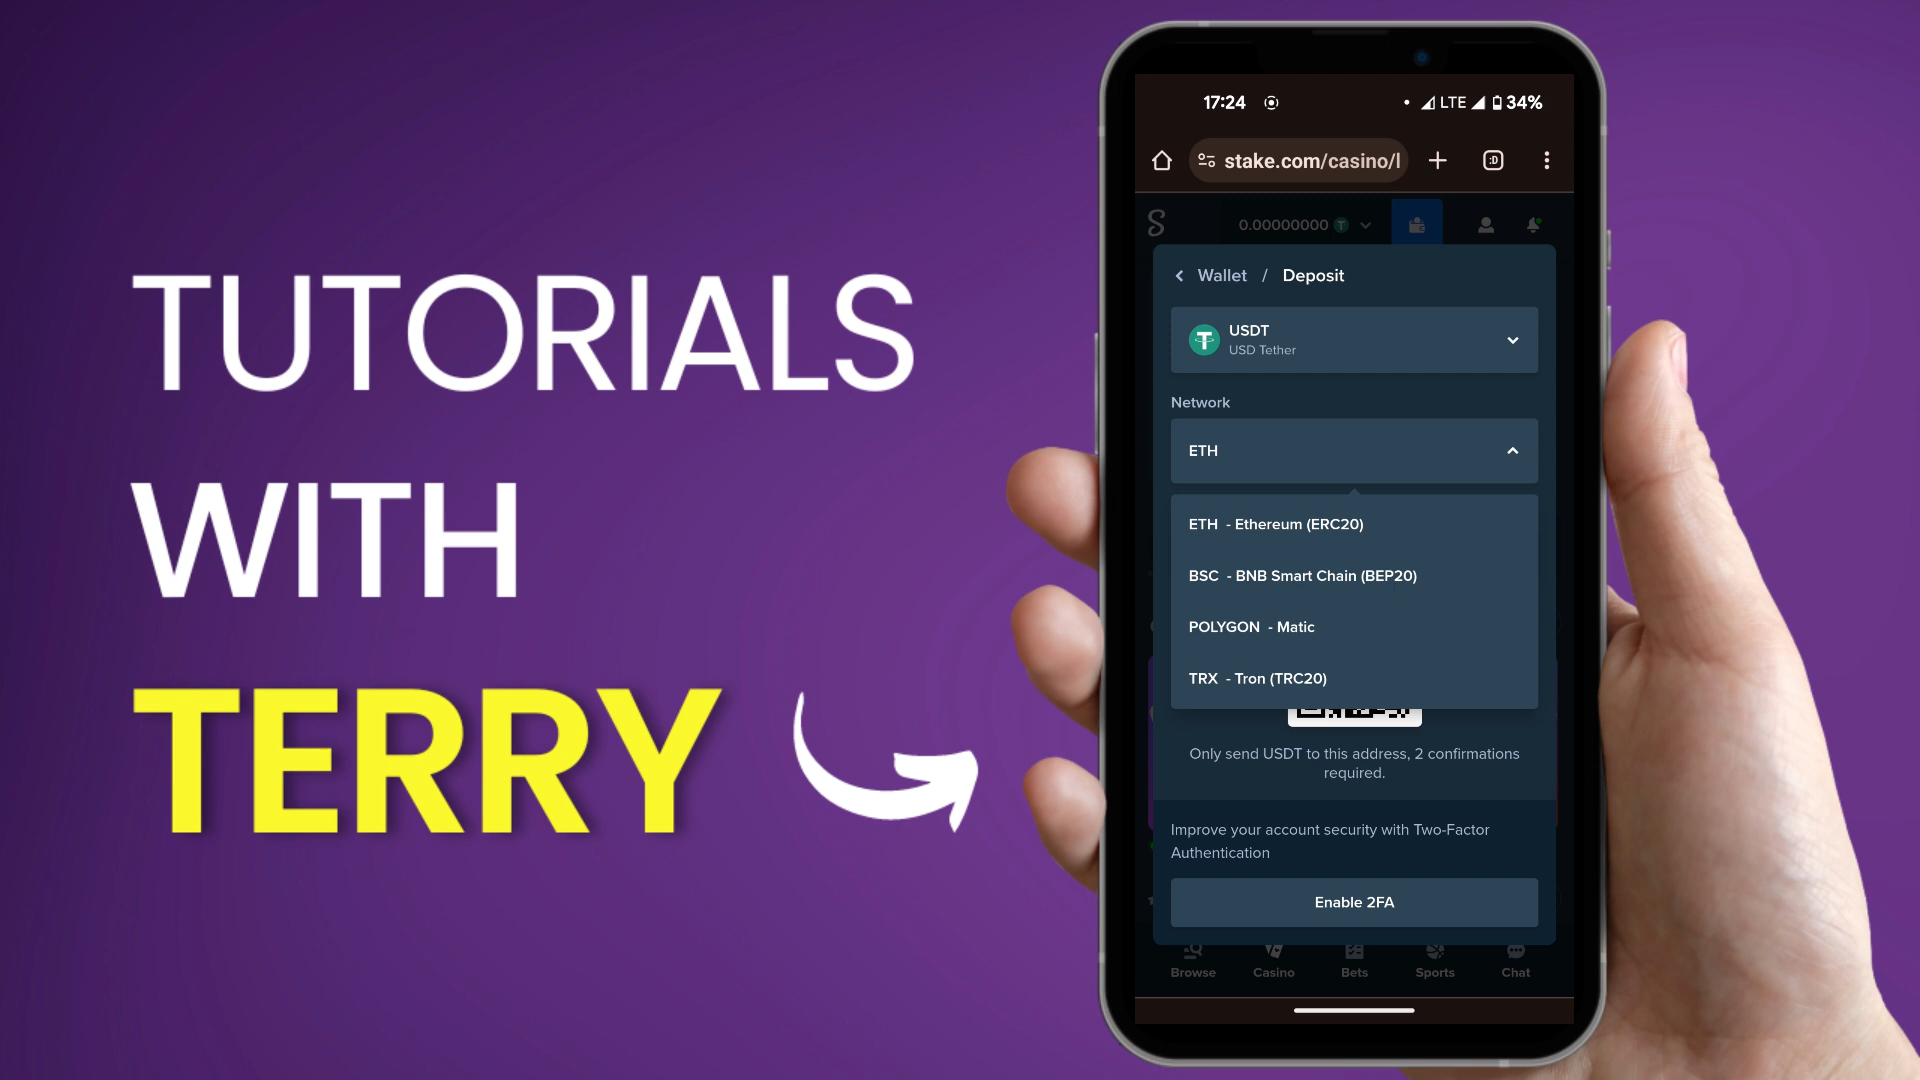 TUTORIALS
WITH
TERRY
17:24 LTE 34%
stake.com/casino/l :D
0.00000000
Wallet / Deposit
USDT
USD Tether
Network
ETH
ETH - Ethereum (ERC20)
BSC - BNB Smart Chain (BEP20)
POLYGON - Matic
TRX - Tron (TRC20)
Only send USDT to this address, 2 confirmations
required.
Improve your account security with Two-Factor
Authentication
Enable 2FA
Browse Casino Bets Sports Chat